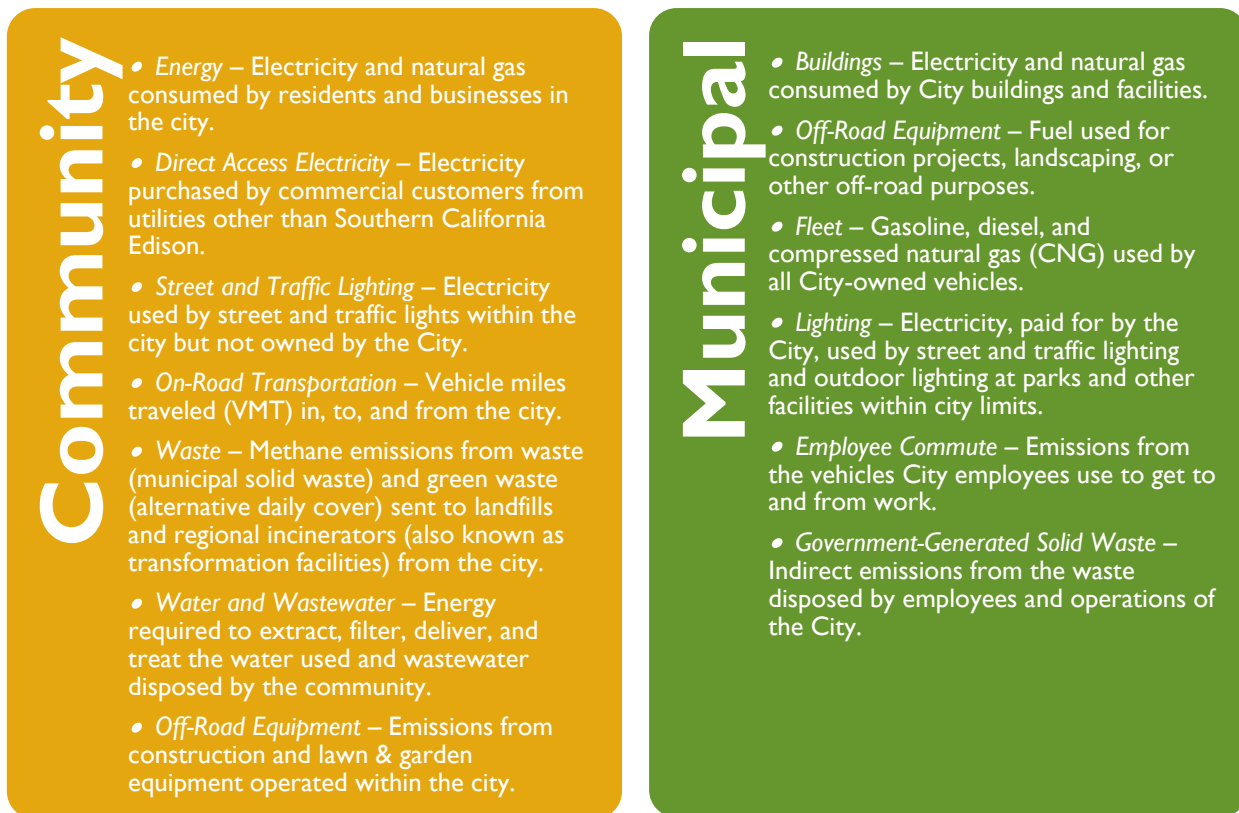 Community
• Energy – Electricity and natural gas
consumed by residents and businesses in
the city.
• Direct Access Electricity – Electricity
purchased by commercial customers from
utilities other than Southern California
Edison.
• Street and Traffic Lighting – Electricity
used by street and traffic lights within the
city but not owned by the City.
• On-Road Transportation – Vehicle miles
traveled (VMT) in, to, and from the city.
• Waste – Methane emissions from waste
(municipal solid waste) and green waste
(alternative daily cover) sent to landfills
and regional incinerators (also known as
transformation facilities) from the city.
• Water and Wastewater – Energy
required to extract, filter, deliver, and
treat the water used and wastewater
disposed by the community.
• Off-Road Equipment – Emissions from
construction and lawn & garden
equipment operated within the city.
Municipal
• Buildings – Electricity and natural gas
consumed by City buildings and facilities.
• Off-Road Equipment – Fuel used for
construction projects, landscaping, or
other off-road purposes.
• Fleet – Gasoline, diesel, and
compressed natural gas (CNG) used by
all City-owned vehicles.
• Lighting – Electricity, paid for by the
City, used by street and traffic lighting
and outdoor lighting at parks and other
facilities within city limits.
• Employee Commute – Emissions from
the vehicles City employees use to get to
and from work.
• Government-Generated Solid Waste –
Indirect emissions from the waste
disposed by employees and operations of
the City.